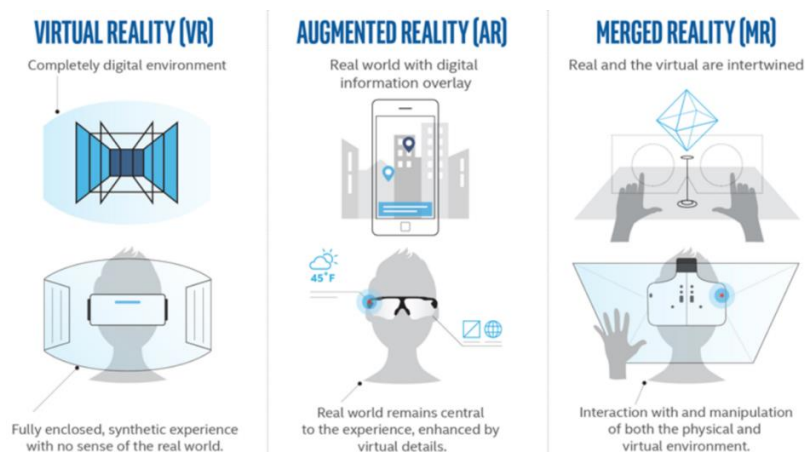 VIRTUAL REALITY (VR)
Completely digital environment
Fully enclosed, synthetic experience
with no sense of the real world.
AUGMENTED REALITY (AR)
Real world with digital
information overlay
45°F
Real world remains central
to the experience, enhanced by
virtual details.
MERGED REALITY (MR)
Real and the virtual are intertwined
Interaction with and manipulation
of both the physical and
virtual environment.